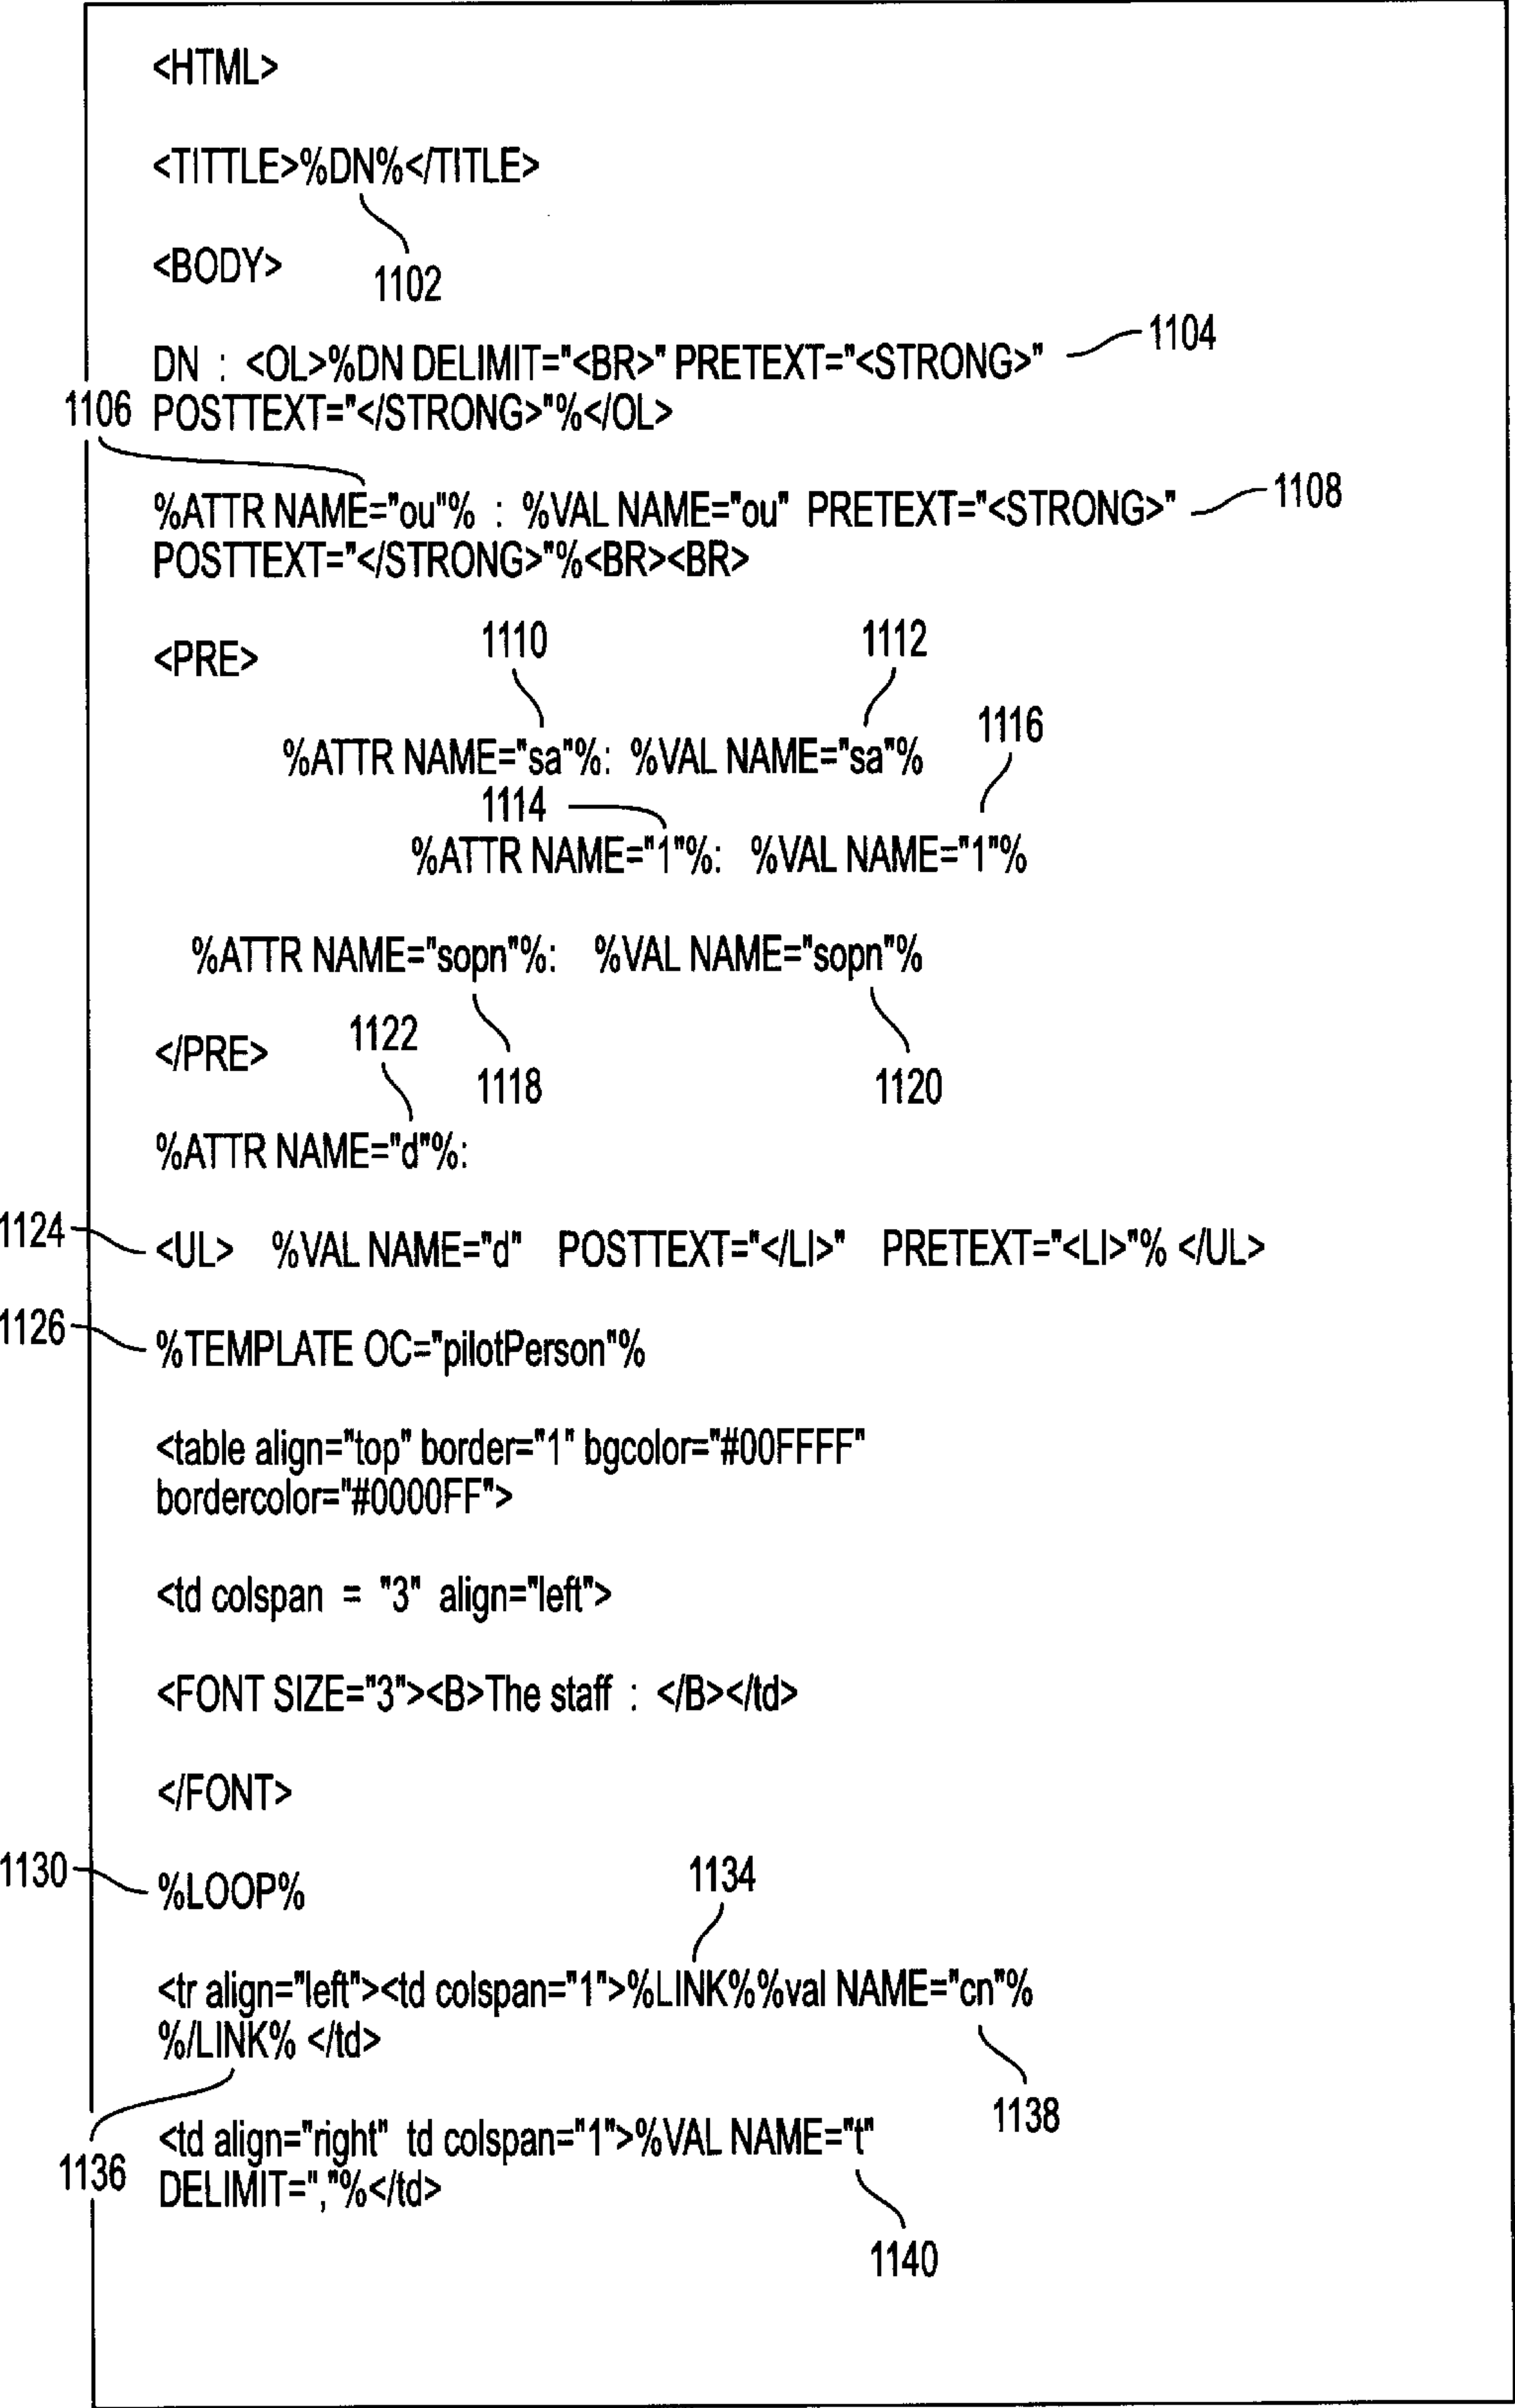 <HTML>
<TITTLE>%DN%</TITLE>
<BODY>
1102
1104
DN : <OL>%DN DELIMIT="<BR>" PRETEXT="<STRONG>"
1106
POSTTEXT="</STRONG>"%</OL>
1108
%ATTR NAME="ou"% : %VAL NAME="ou" PRETEXT="<STRONG>"
POSTTEXT="</STRONG>"%<BR><BR>
<PRE>
1110
1112
1116
%ATTR NAME="sa"%: %VAL NAME="sa"%
1114
%ATTR NAME="1"%: %VAL NAME="1"%
%ATTR NAME="sopn"%: %VAL NAME="sopn"%
</PRE>
1122
1118
1120
%ATTR NAME="d"%:
1124
<UL> %VAL NAME="d" POSTTEXT="</LI>" PRETEXT="<LI>"% </UL>
1126
%TEMPLATE OC="pilotPerson"%
<table align="top" border="1" bgcolor="#00FFFF"
bordercolor="#0000FF">
<td colspan = "3" align="left">
<FONT SIZE="3"><B>The staff : </B></td>
</FONT>
1130
%LOOP%
1134
<tr align="left"><td colspan="1">%LINK%%val NAME="cn"%
%/LINK% </td>
1138
<td align="right" td colspan="1">%VAL NAME="t"
1136
DELIMIT=","%</td>
1140